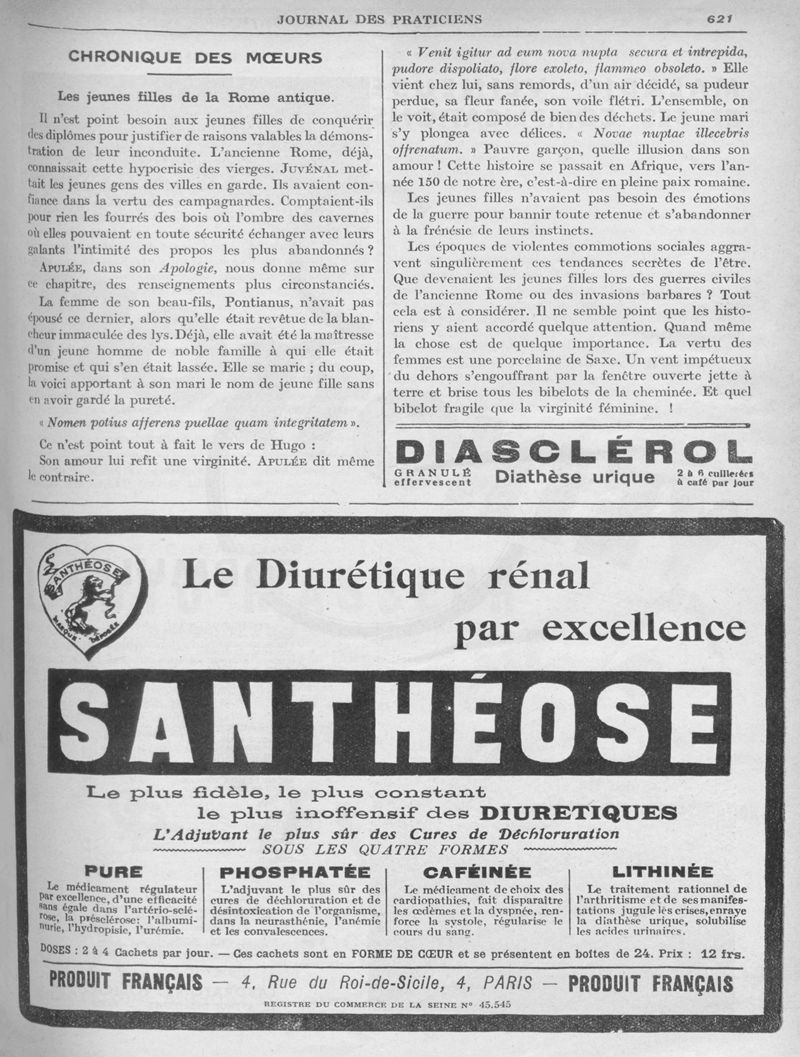 JOURNAL DES PRATICIENS
621
CHRONIQUE DES MŒURS
Les jeunes filles de la Rome antique.
Il n'est point besoin aux jeunes filles de conquérir
des diplômes pour justifier de raisons valables la démons-
tration de leur inconduite. L'ancienne Rome, déjà,
connaissait cette hypocrisie des vierges. JUVÉNAL met-
tait les jeunes gens des villes en garde. Ils avaient con-
fiance dans la vertu des campagnardes. Comptaient-ils
pour rien les fourrés des bois où l'ombre des cavernes
où elles pouvaient en toute sécurité échanger avec leurs
galants l'intimité des propos les plus abandonnés ?
APULÉE, dans son Apologie, nous donne même sur
ce chapitre, des renseignements plus circonstanciés.
La femme de son beau-fils, Pontianus, n'avait pas
épousé ce dernier, alors qu'elle était revêtue de la blan-
cheur immaculée des lys. Déjà, elle avait été la maîtresse
d'un jeune homme de noble famille à qui elle était
promise et qui s'en était lassée. Elle se marie ; du coup,
la voici apportant à son mari le nom de jeune fille sans
en avoir gardé la pureté.
« Nomen potius afferens puellae quam integritatem ».
Ce n'est point tout à fait le vers de Hugo :
Son amour lui refit une virginité. APULÉE dit même
le contraire.
« Venit igitur ad eum nova nupta secura et intrepida,
pudore dispoliato, flore exoleto, flammeo obsoleto. » Elle
vient chez lui, sans remords, d'un air décidé, sa pudeur
perdue, sa fleur fanée, son voile flétri. L'ensemble, on
le voit, était composé de bien des déchets. Le jeune mari
s'y plongea avec délices. « Novae nuptae illecebris
offrenatum. » Pauvre garçon, quelle illusion dans son
amour ! Cette histoire se passait en Afrique, vers l'an-
née 150 de notre ère, c'est-à-dire en pleine paix romaine.
Les jeunes filles n'avaient pas besoin des émotions
de la guerre pour bannir toute retenue et s'abandonner
à la frénésie de leurs instincts.
Les époques de violentes commotions sociales aggra-
vent singulièrement ces tendances secrètes de l'être.
Que devenaient les jeunes filles lors des guerres civiles
de l'ancienne Rome ou des invasions barbares ? Tout
cela est à considérer. Il ne semble point que les histo-
riens y aient accordé quelque attention. Quand même
la chose est de quelque importance. La vertu des
femmes est une porcelaine de Saxe. Un vent impétueux
du dehors s'engouffrant par la fenêtre ouverte jette à
terre et brise tous les bibelots de la cheminée. Et quel
bibelot fragile que la virginité féminine. !
DIASCLÉROL
GRANULÉ
effervescent
Diathèse urique
2 à 6 cuillerées
à café par jour
SANTHÉOSE
MARQUE DÉPOSÉE
Le Diurétique rénal
par excellence
SANTHÉOSE
Le plus fidèle, le plus constant
le plus inoffensif des DIURETIQUES
L'Adjuvant le plus sûr des Cures de Déchloruration
SOUS LES QUATRE FORMES
PURE
Le médicament régulateur
par excellence, d'une efficacité
sans égale dans l'artério-sclé-
rose, la présclérose: l'albumi-
nurie, l'hydropisie, l'urémie.
PHOSPHATÉE
L'adjuvant le plus sûr des
cures de déchloruration et de
désintoxication de l'organisme,
dans la neurasthénie, l'anémie
et les convalescences.
CAFÉINÉE
Le médicament de choix des
cardiopathies, fait disparaître
les œdèmes et la dyspnée, ren-
force la systole, régularise le
cours du sang.
LITHINÉE
Le traitement rationnel de
l'arthritisme et de ses manifes-
tations jugule les crises, enraye
la diathèse urique, solubilise
les acides urinaires.
DOSES : 2 à 4 Cachets par jour. — Ces cachets sont en FORME DE CŒUR et se présentent en boîtes de 24. Prix : 12 frs.
PRODUIT FRANÇAIS — 4, Rue du Roi-de-Sicile, 4, PARIS — PRODUIT FRANÇAIS
REGISTRE DU COMMERCE DE LA SEINE N° 45.545